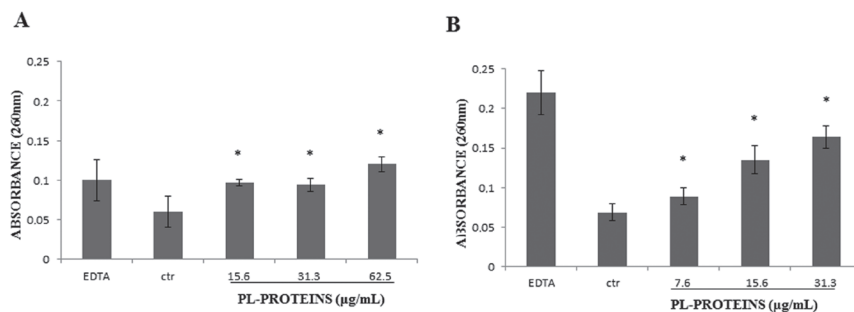 A
ABSORBANCE (260nm)
0,25
0,2
0,15
0,1
0,05
0
*
*
*
EDTA
ctr
15.6
31.3
62.5
PL-PROTEINS (µg/mL)
B
ABSORBANCE (260nm)
0,25
0,2
0,15
0,1
0,05
0
*
*
*
EDTA
ctr
7.6
15.6
31.3
PL-PROTEINS (µg/mL)